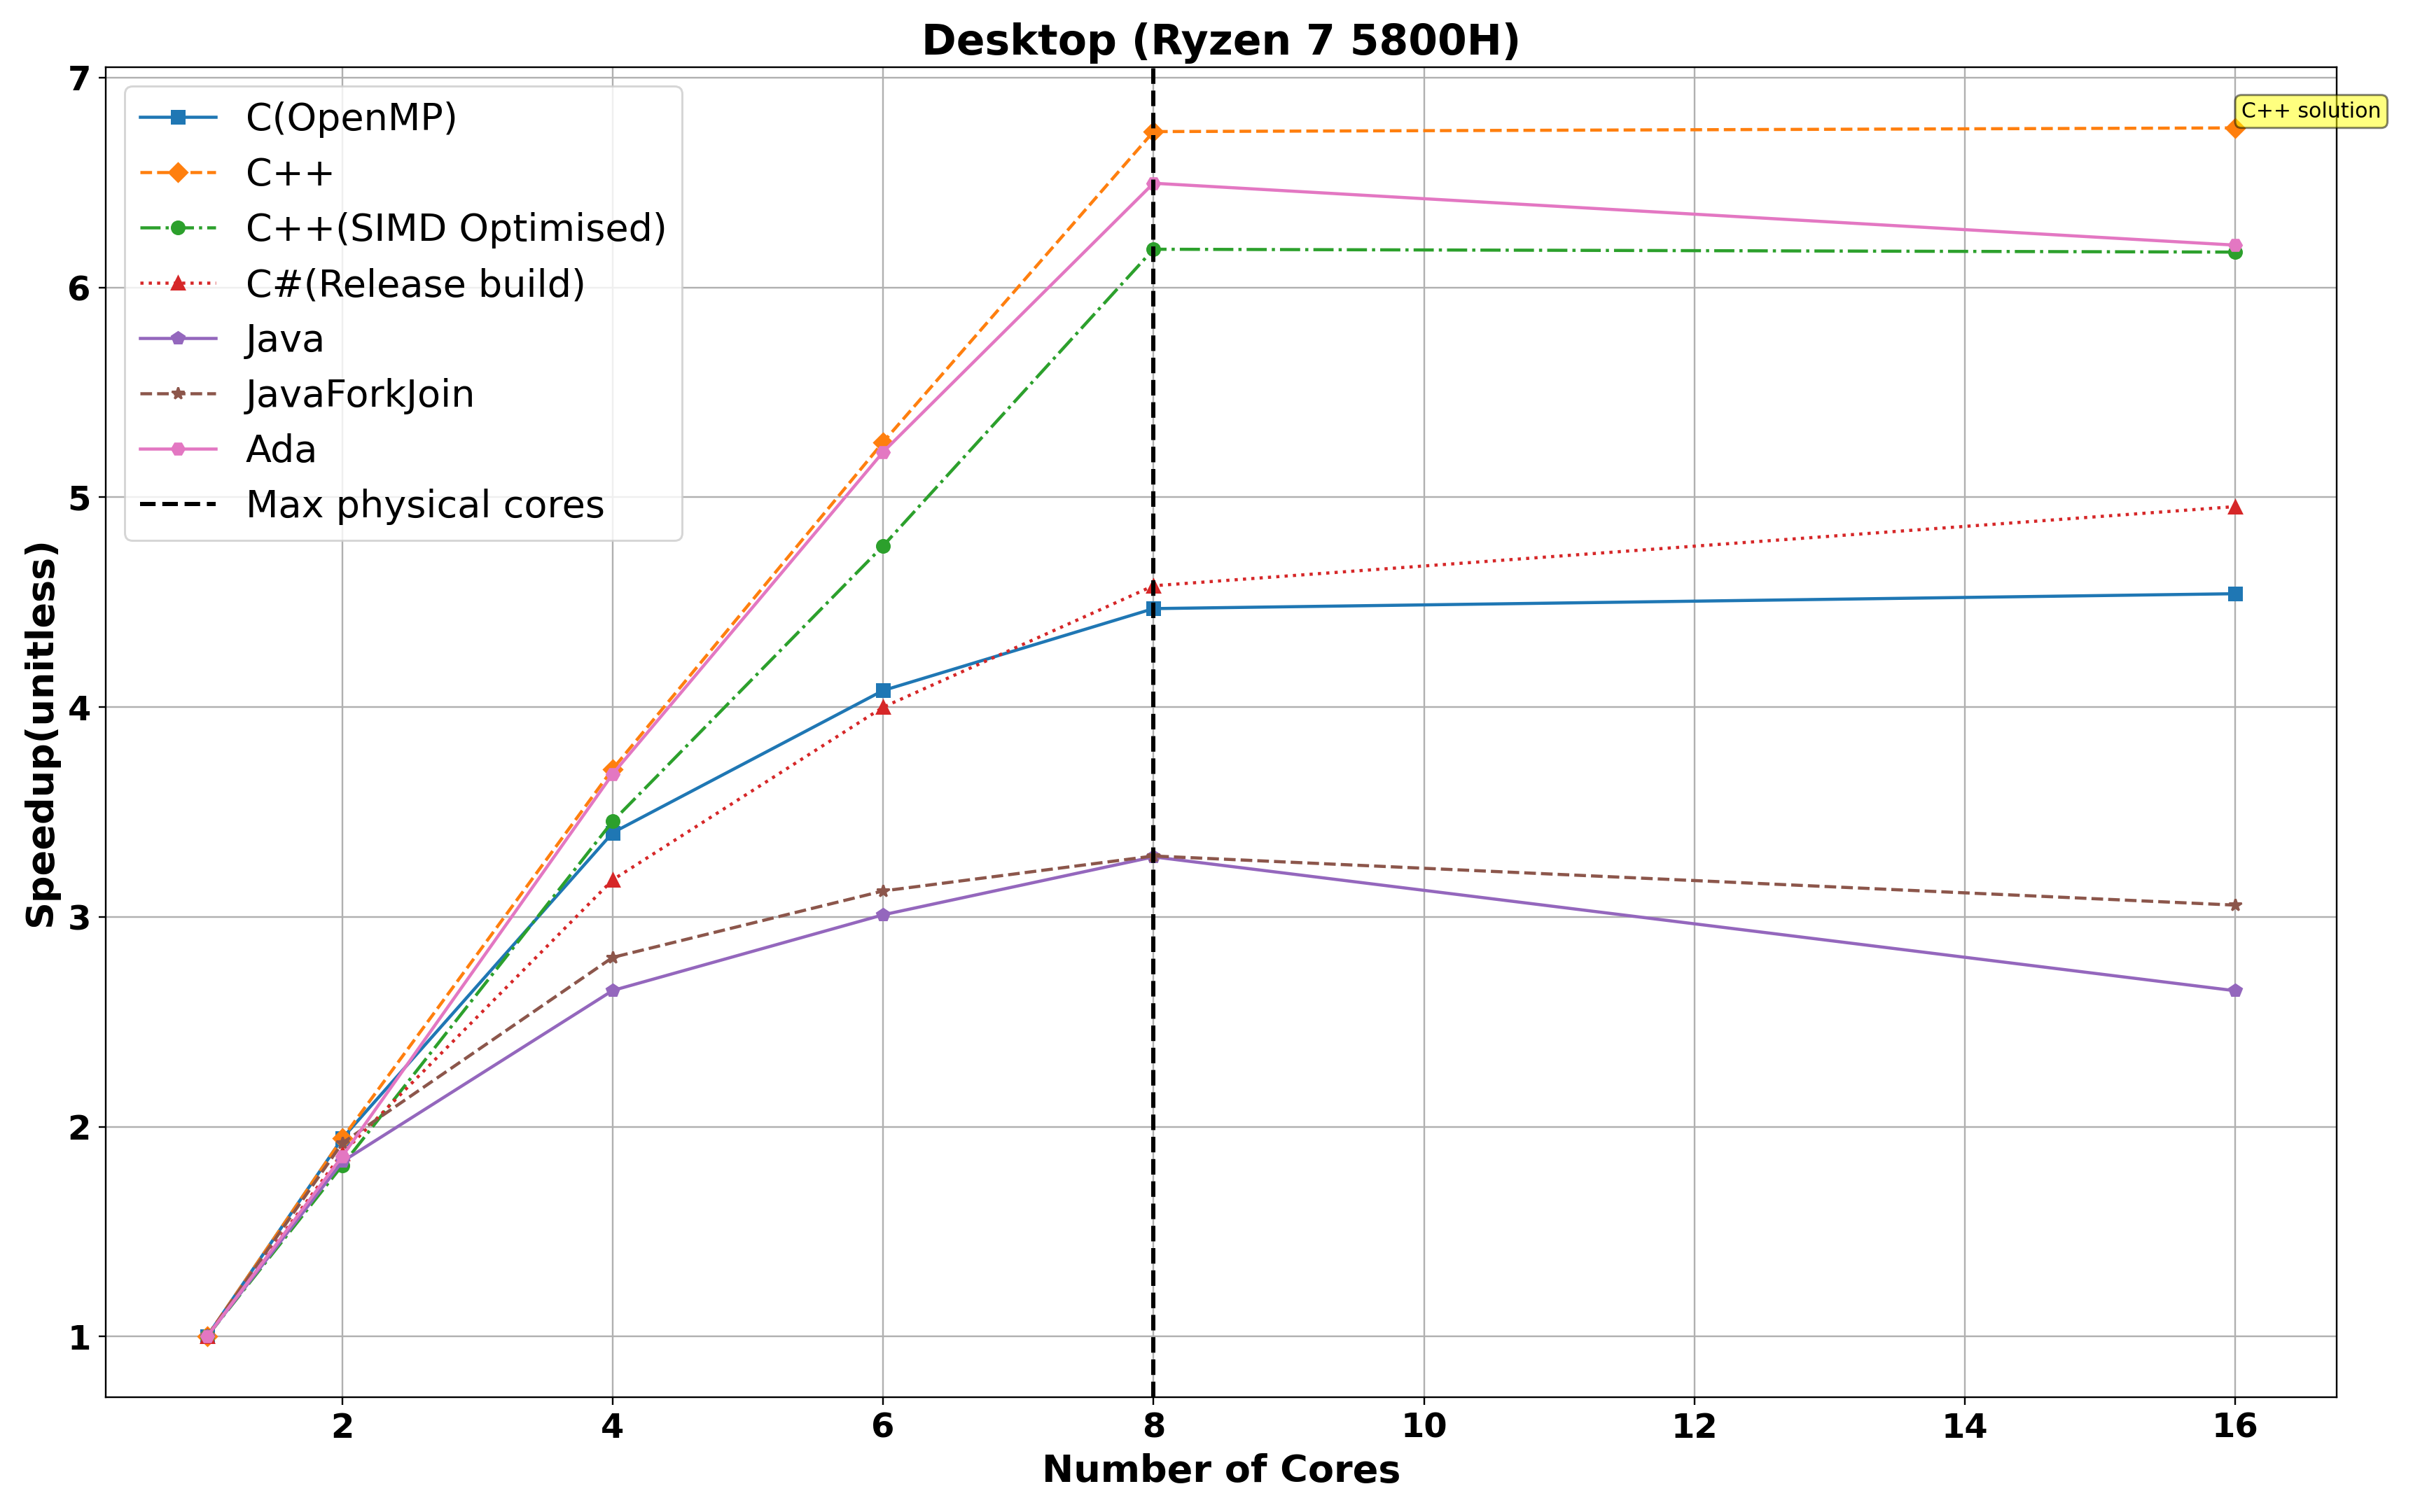 Desktop (Ryzen 7 5800H)
7
6
5
4
3
2
1
Speedup(unitless)
C(OpenMP)
C++
C++(SIMD Optimised)
C#(Release build)
Java
JavaForkJoin
Ada
Max physical cores
C++ solution
2 4 6 8 10 12 14 16
Number of Cores